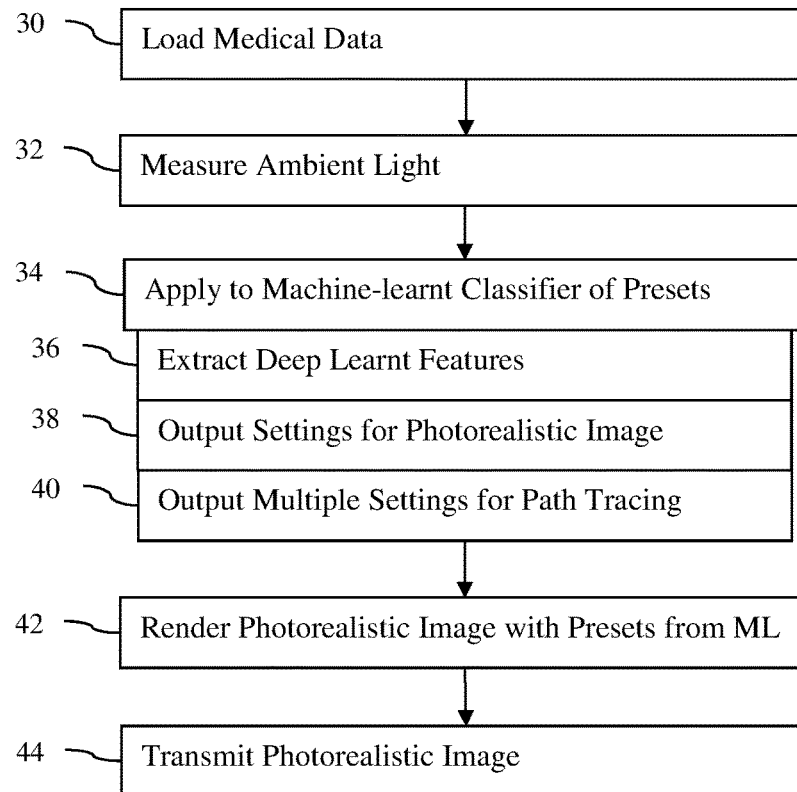 30 Load Medical Data
32 Measure Ambient Light
34 Apply to Machine-learnt Classifier of Presets
36 Extract Deep Learnt Features
38 Output Settings for Photorealistic Image
40 Output Multiple Settings for Path Tracing
42 Render Photorealistic Image with Presets from ML
44 Transmit Photorealistic Image